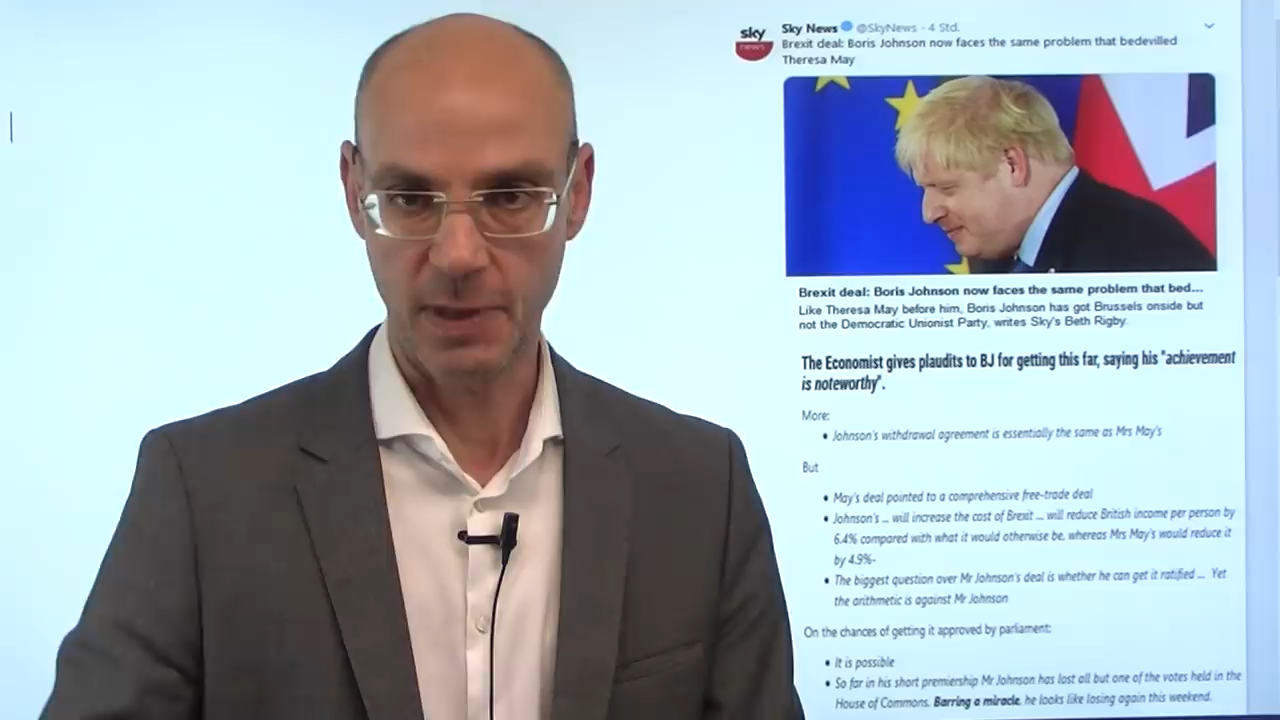 sky
news
Sky News @SkyNews · 4 Std.
Brexit deal: Boris Johnson now faces the same problem that bedevilled
Theresa May
Brexit deal: Boris Johnson now faces the same problem that bed...
Like Theresa May before him, Boris Johnson has got Brussels onside but
not the Democratic Unionist Party, writes Sky's Beth Rigby.
The Economist gives plaudits to BJ for getting this far, saying his "achievement
is noteworthy".
More:
• Johnson's withdrawal agreement is essentially the same as Mrs May's
But
• May's deal pointed to a comprehensive free-trade deal
• Johnson's ... will increase the cost of Brexit ... will reduce British income per person by
6.4% compared with what it would otherwise be, whereas Mrs May's would reduce it
by 4.9%-
• The biggest question over Mr Johnson's deal is whether he can get it ratified ... Yet
the arithmetic is against Mr Johnson
On the chances of getting it approved by parliament:
• It is possible
• So far in his short premiership Mr Johnson has lost all but one of the votes held in the
House of Commons. Barring a miracle, he looks like losing again this weekend.